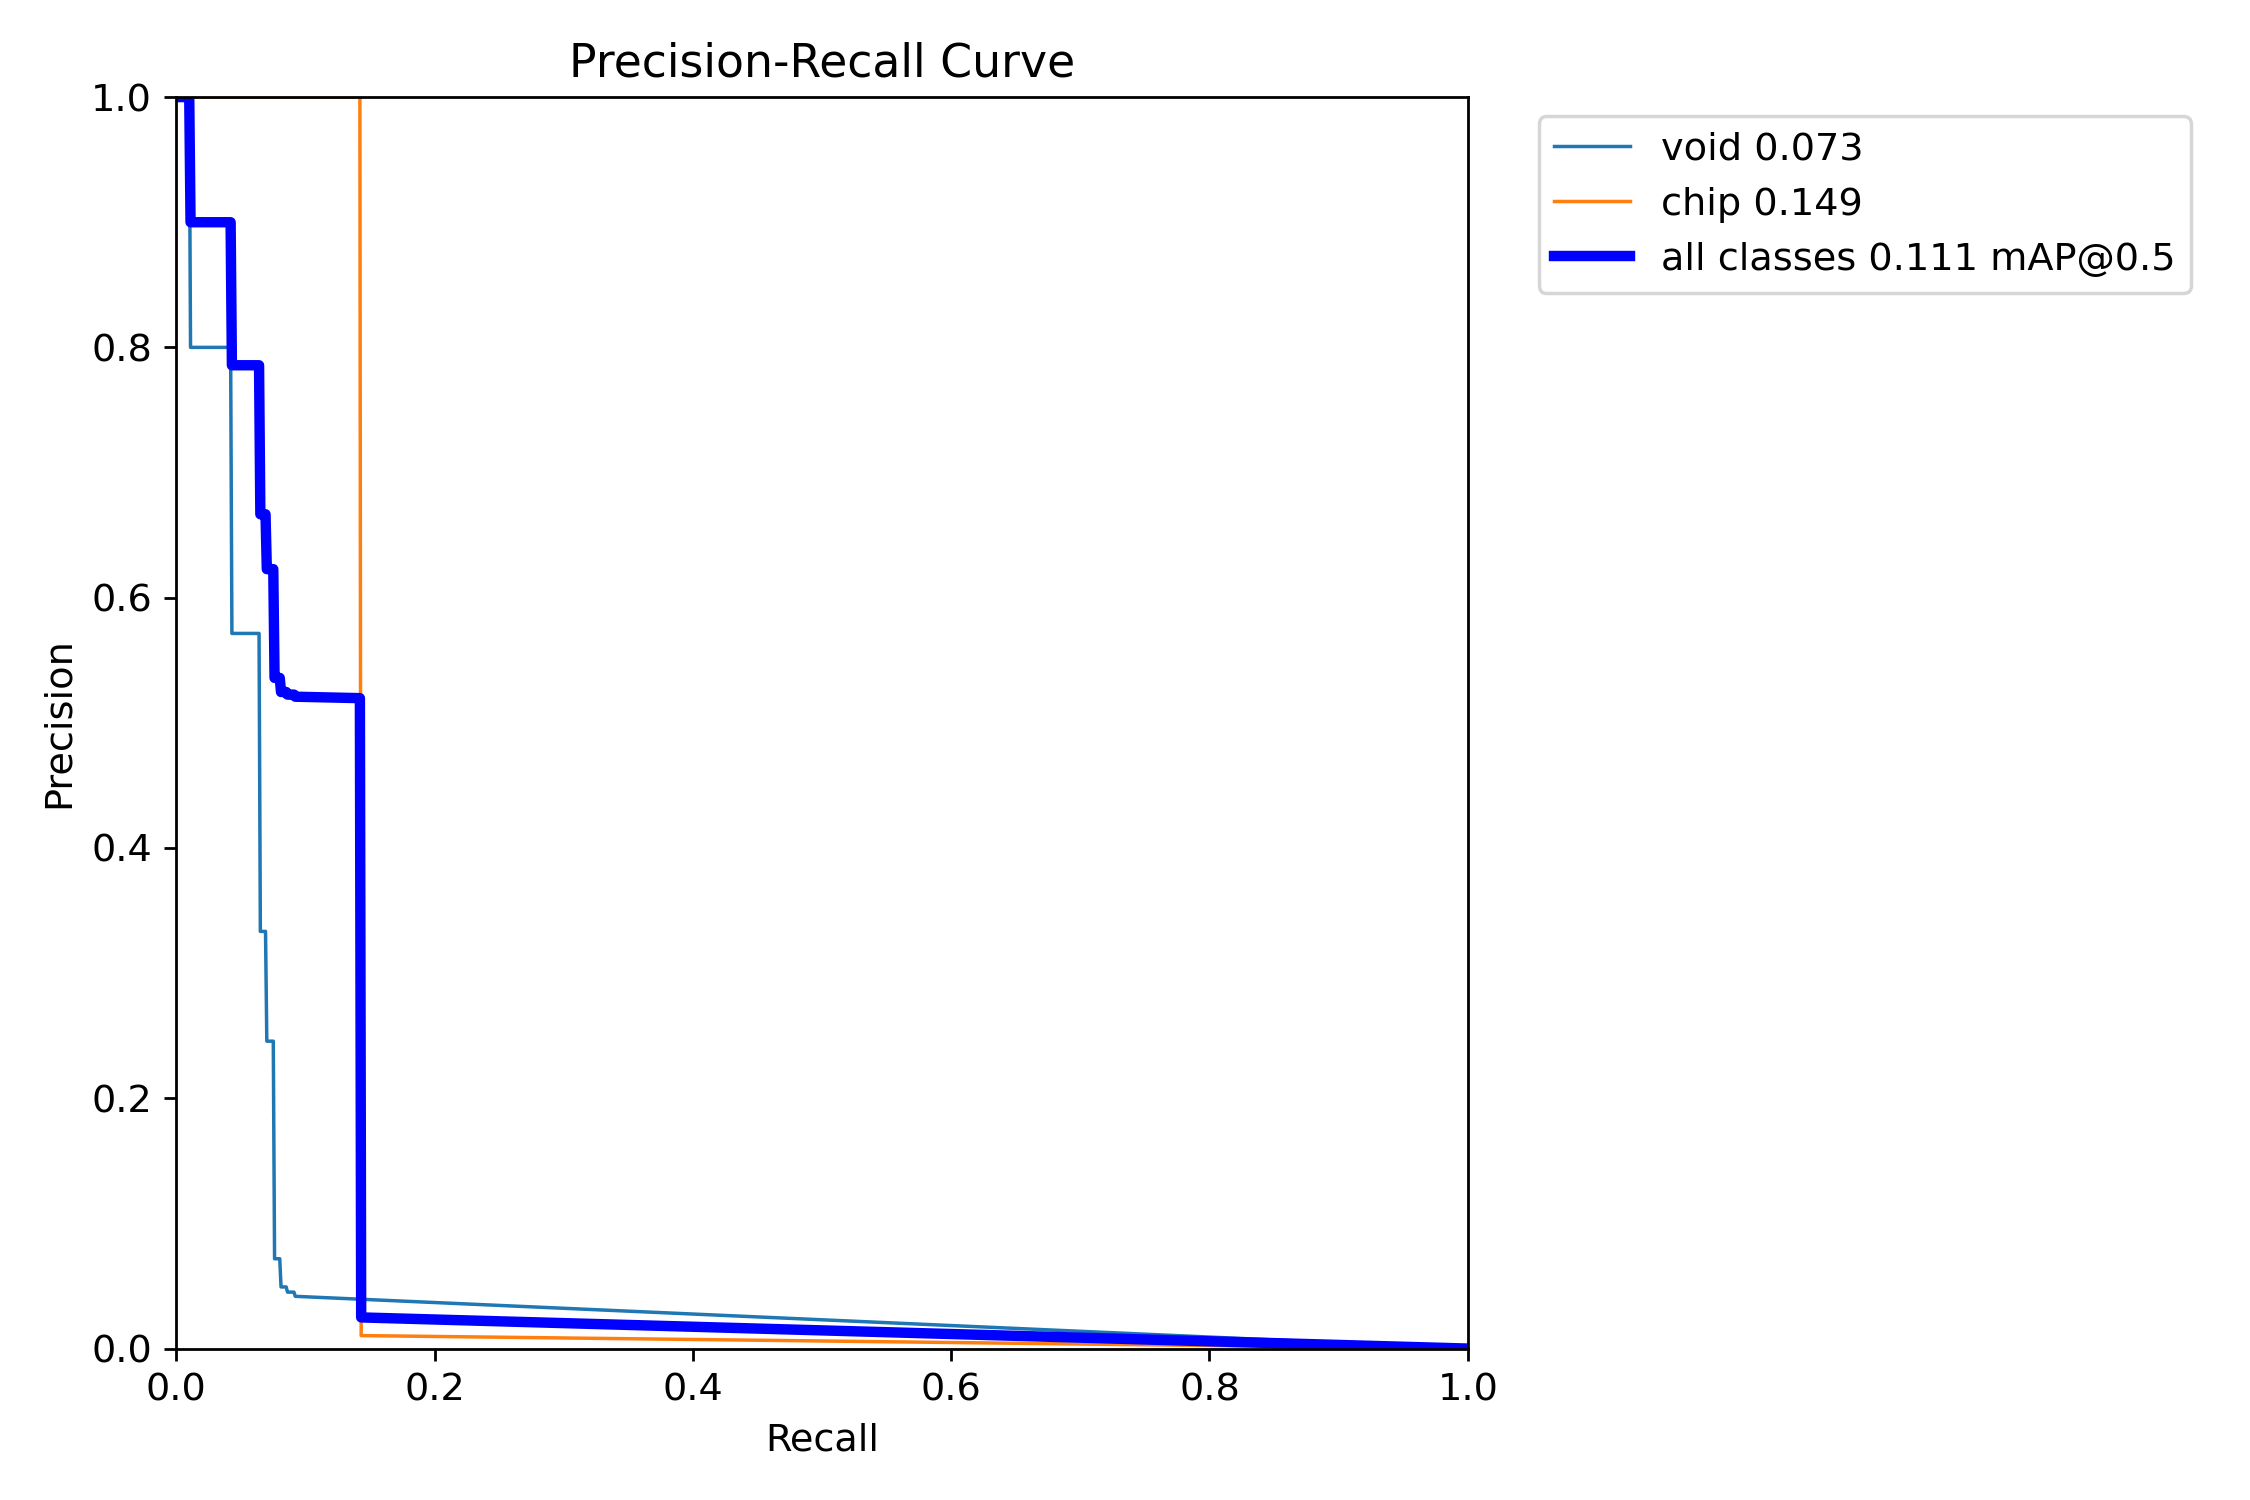 Precision-Recall Curve
void 0.073
chip 0.149
all classes 0.111 mAP@0.5
Precision
1.0
0.8
0.6
0.4
0.2
0.0
0.0 0.2 0.4 0.6 0.8 1.0
Recall